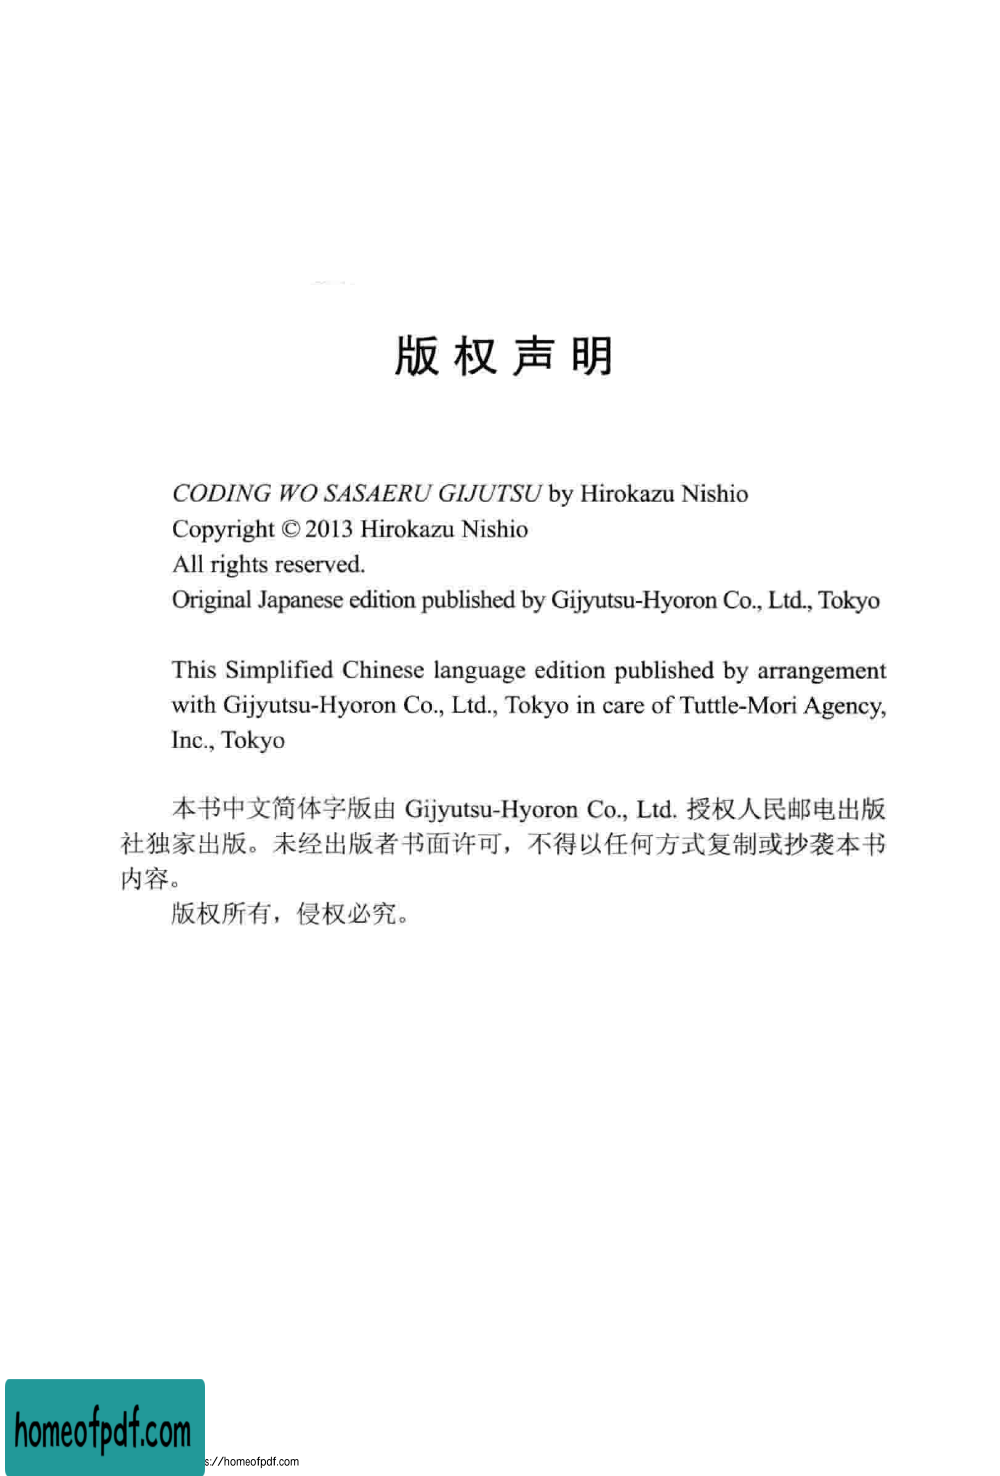 版权声明
CODING WO SASAERU GIJUTSU by Hirokazu Nishio
Copyright © 2013 Hirokazu Nishio
All rights reserved.
Original Japanese edition published by Gijyutsu-Hyoron Co., Ltd., Tokyo
This Simplified Chinese language edition published by arrangement
with Gijyutsu-Hyoron Co., Ltd., Tokyo in care of Tuttle-Mori Agency,
Inc., Tokyo
本书中文简体字版由 Gijyutsu-Hyoron Co., Ltd. 授权人民邮电出版
社独家出版。未经出版者书面许可，不得以任何方式复制或抄袭本书
内容。
版权所有，侵权必究。
homeofpdf.com
s://homeofpdf.com